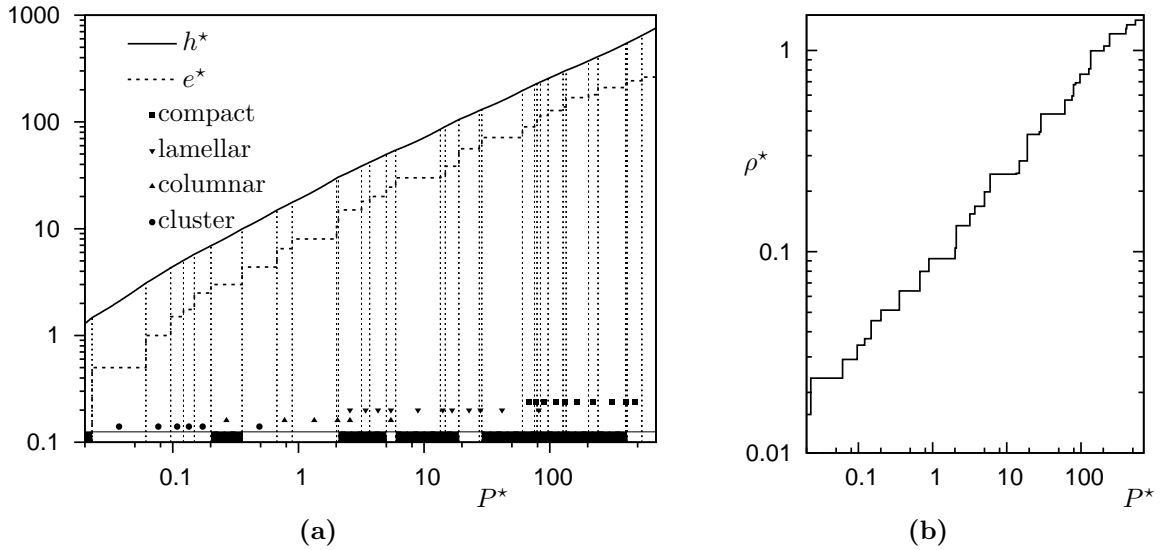 1000
100
10
1
0.1
h⋆
e⋆
compact
lamellar
columnar
cluster
0.1 1 10 100
P⋆
(a)
1
0.1
0.01
ρ⋆
0.1 1 10 100
P⋆
(b)